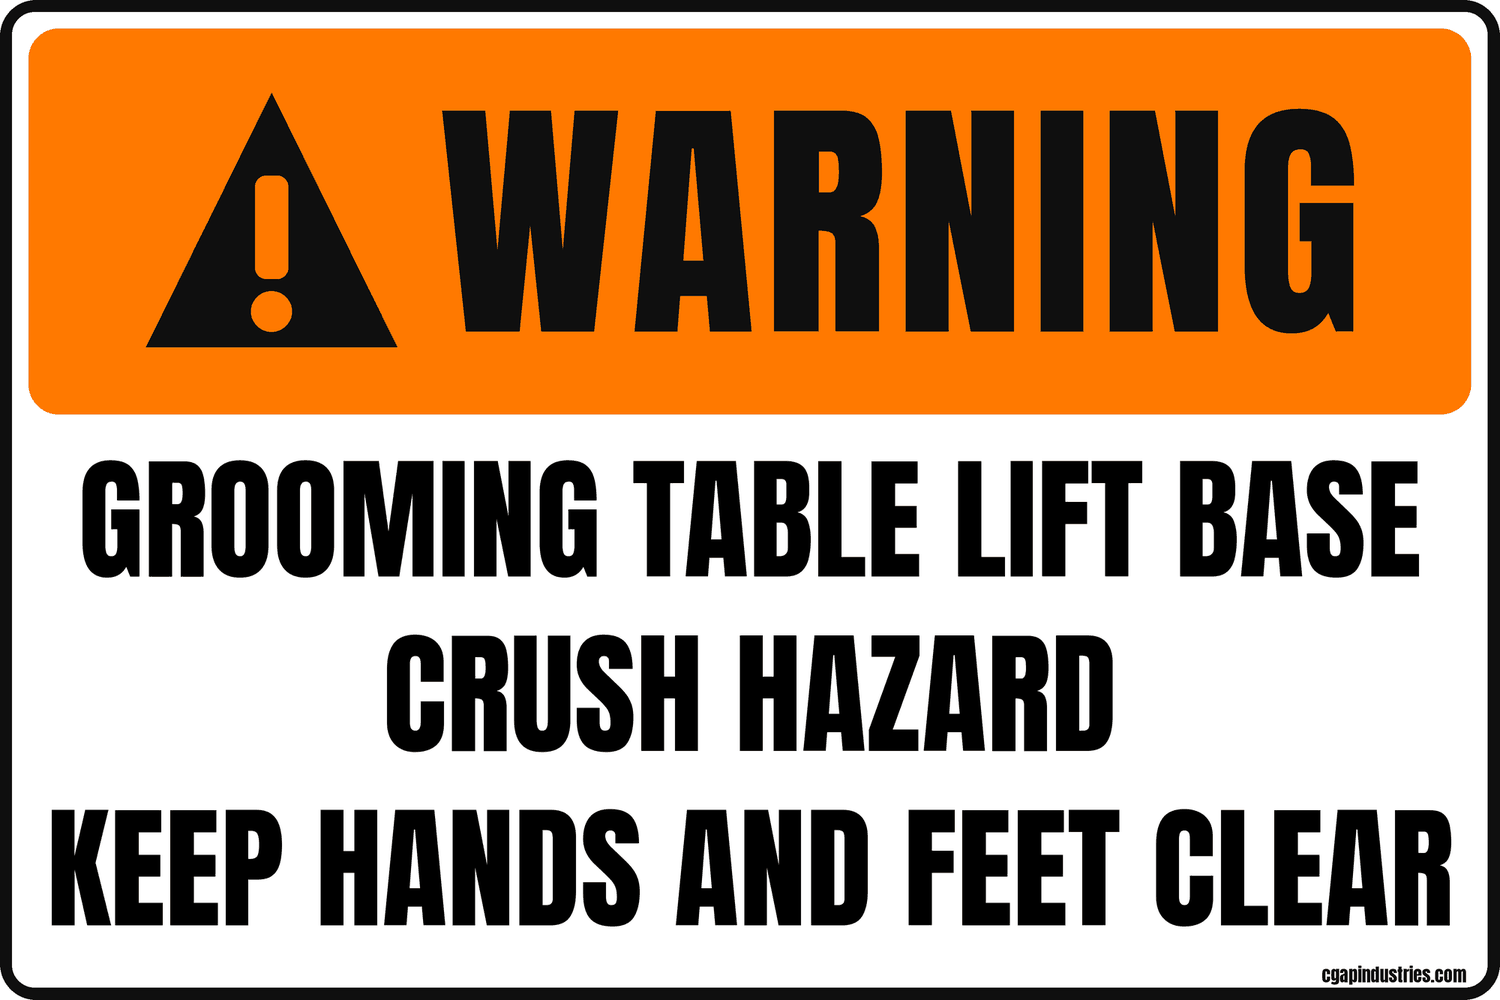 WARNING
GROOMING TABLE LIFT BASE
CRUSH HAZARD
KEEP HANDS AND FEET CLEAR
cgapindustries.com